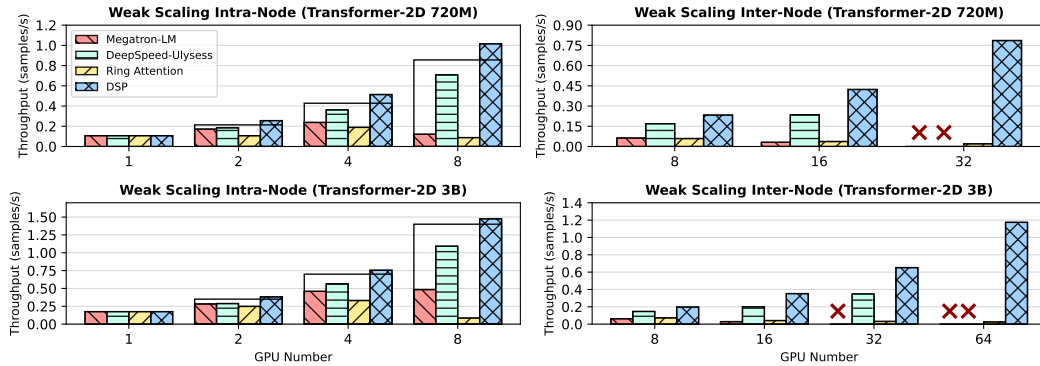 Weak Scaling Intra-Node (Transformer-2D 720M)
Throughput (samples/s)
1.2
1.0
0.8
0.6
0.4
0.2
0.0
Megatron-LM
DeepSpeed-Ulysess
Ring Attention
DSP
1 2 4 8
Weak Scaling Inter-Node (Transformer-2D 720M)
Throughput (samples/s)
0.90
0.75
0.60
0.45
0.30
0.15
0.00
8 16 32
Weak Scaling Intra-Node (Transformer-2D 3B)
Throughput (samples/s)
1.50
1.25
1.00
0.75
0.50
0.25
0.00
1 2 4 8
GPU Number
Weak Scaling Inter-Node (Transformer-2D 3B)
Throughput (samples/s)
1.4
1.2
1.0
0.8
0.6
0.4
0.2
0.0
8 16 32 64
GPU Number